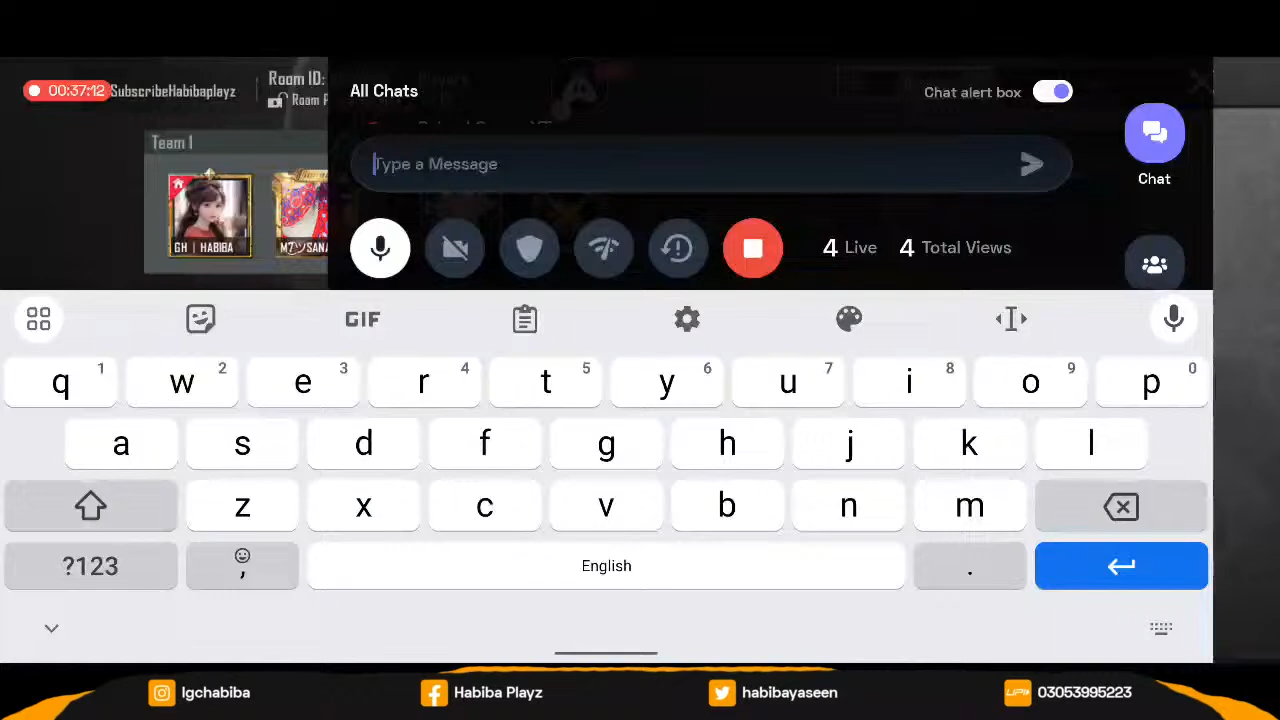 00:37:12
SubscribeHabibaplayz
Room ID:
Room P
All Chats
Chat alert box
Team 1
Type a Message
Chat
GH | HABIBA
4 Live 4 Total Views
GIF
q 1 w 2 e 3 r 4 t 5 y 6 u 7 i 8 o 9 p 0
a s d f g h j k l
z x c v b n m
?123 , English .
Igchabiba
Habiba Playz
habibayaseen
03053995223